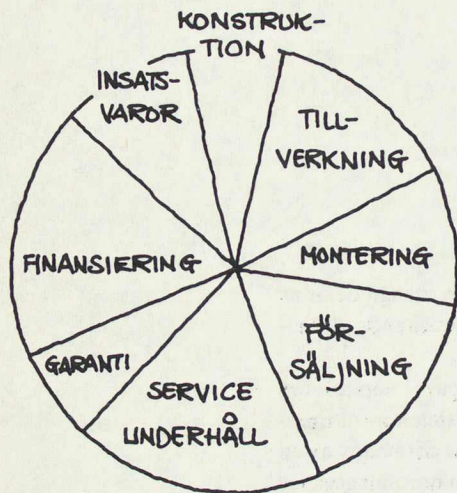 KONSTRUK-
TION
INSATS-
VAROR
TILL-
VERKNING
FINANSIERING
MONTERING
FÖR-
SÄLJNING
GARANTI
SERVICE
O
UNDERHÅLL